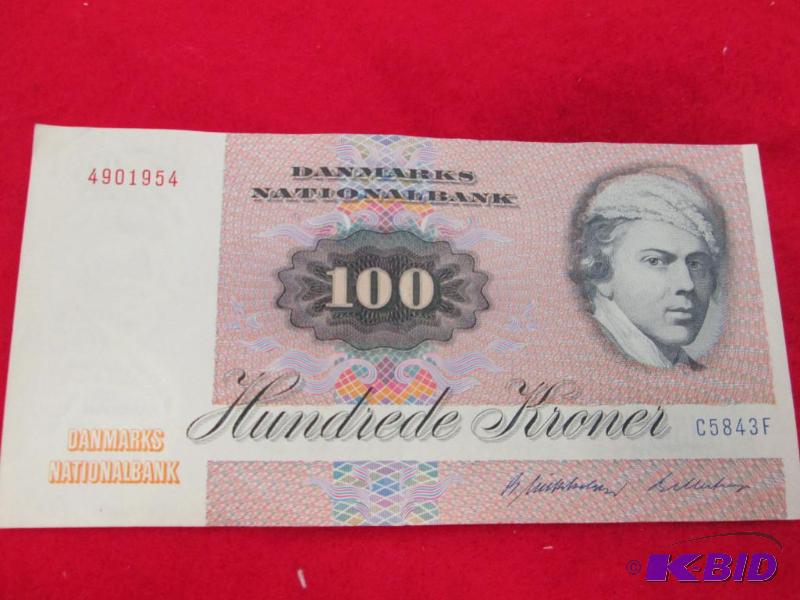 4901954
DANMARKS
NATIONALBANK
100
Hundrede Kroner
C5843F
DANMARKS
NATIONALBANK
© K-BID